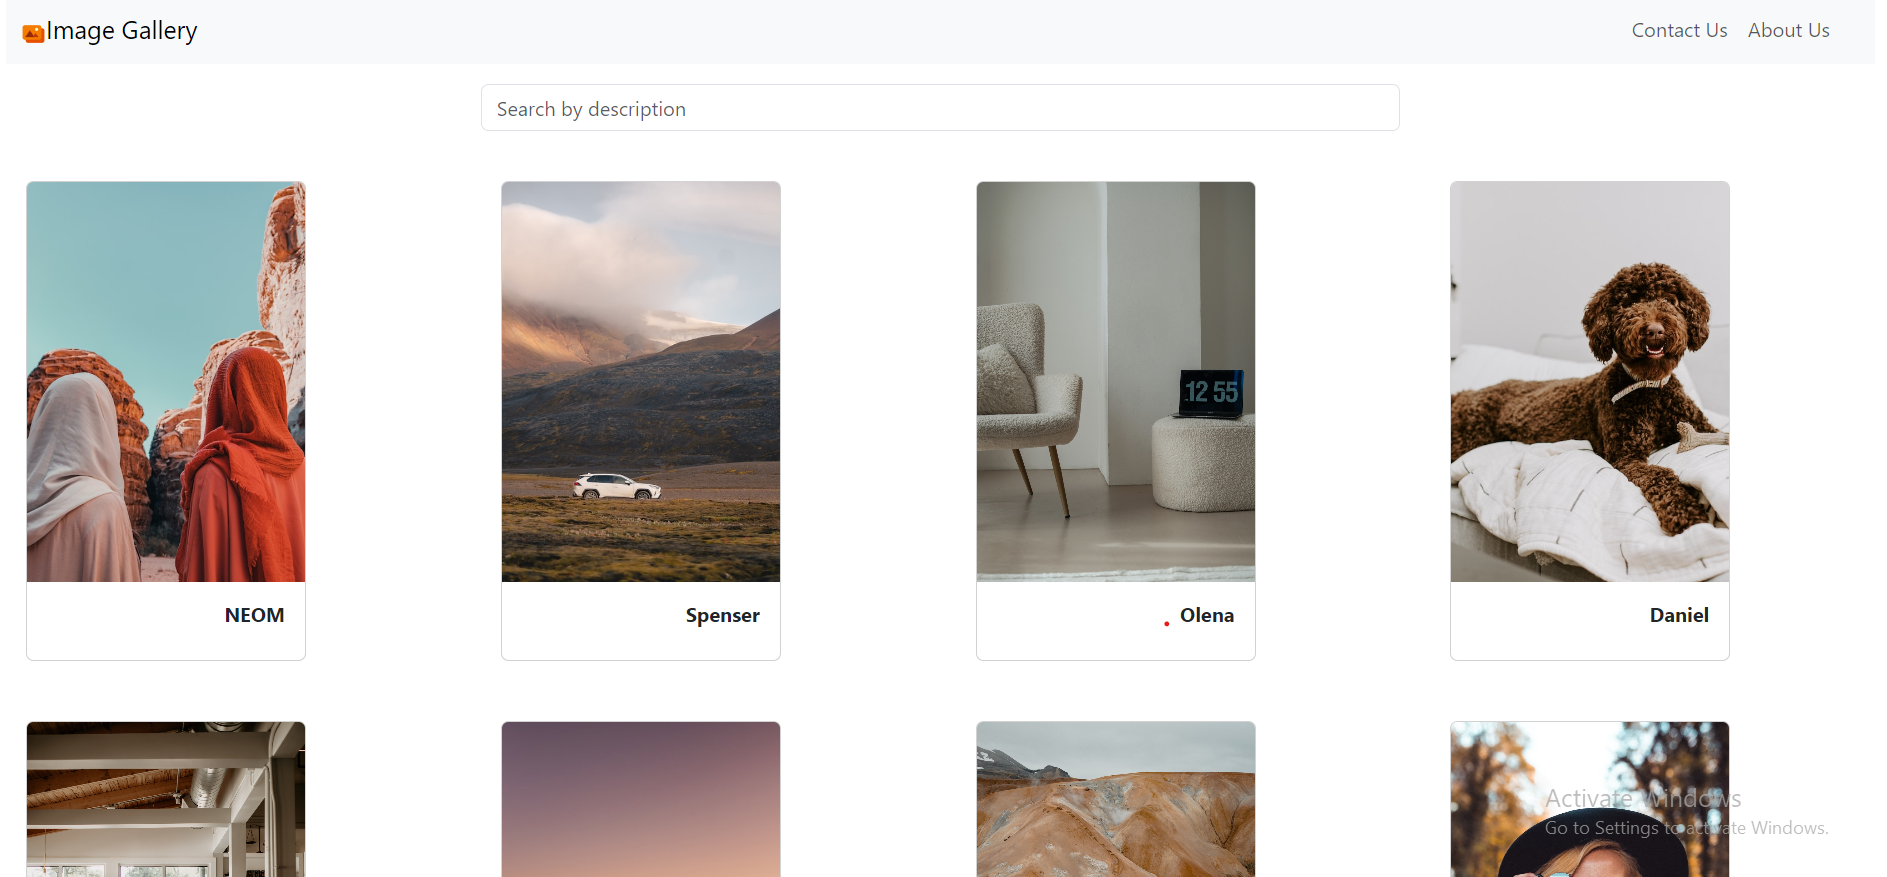 Image Gallery
Contact Us
About Us
Search by description
12 55
NEOM
Spenser
Olena
Daniel
Activate Windows
Go to Settings to activate Windows.